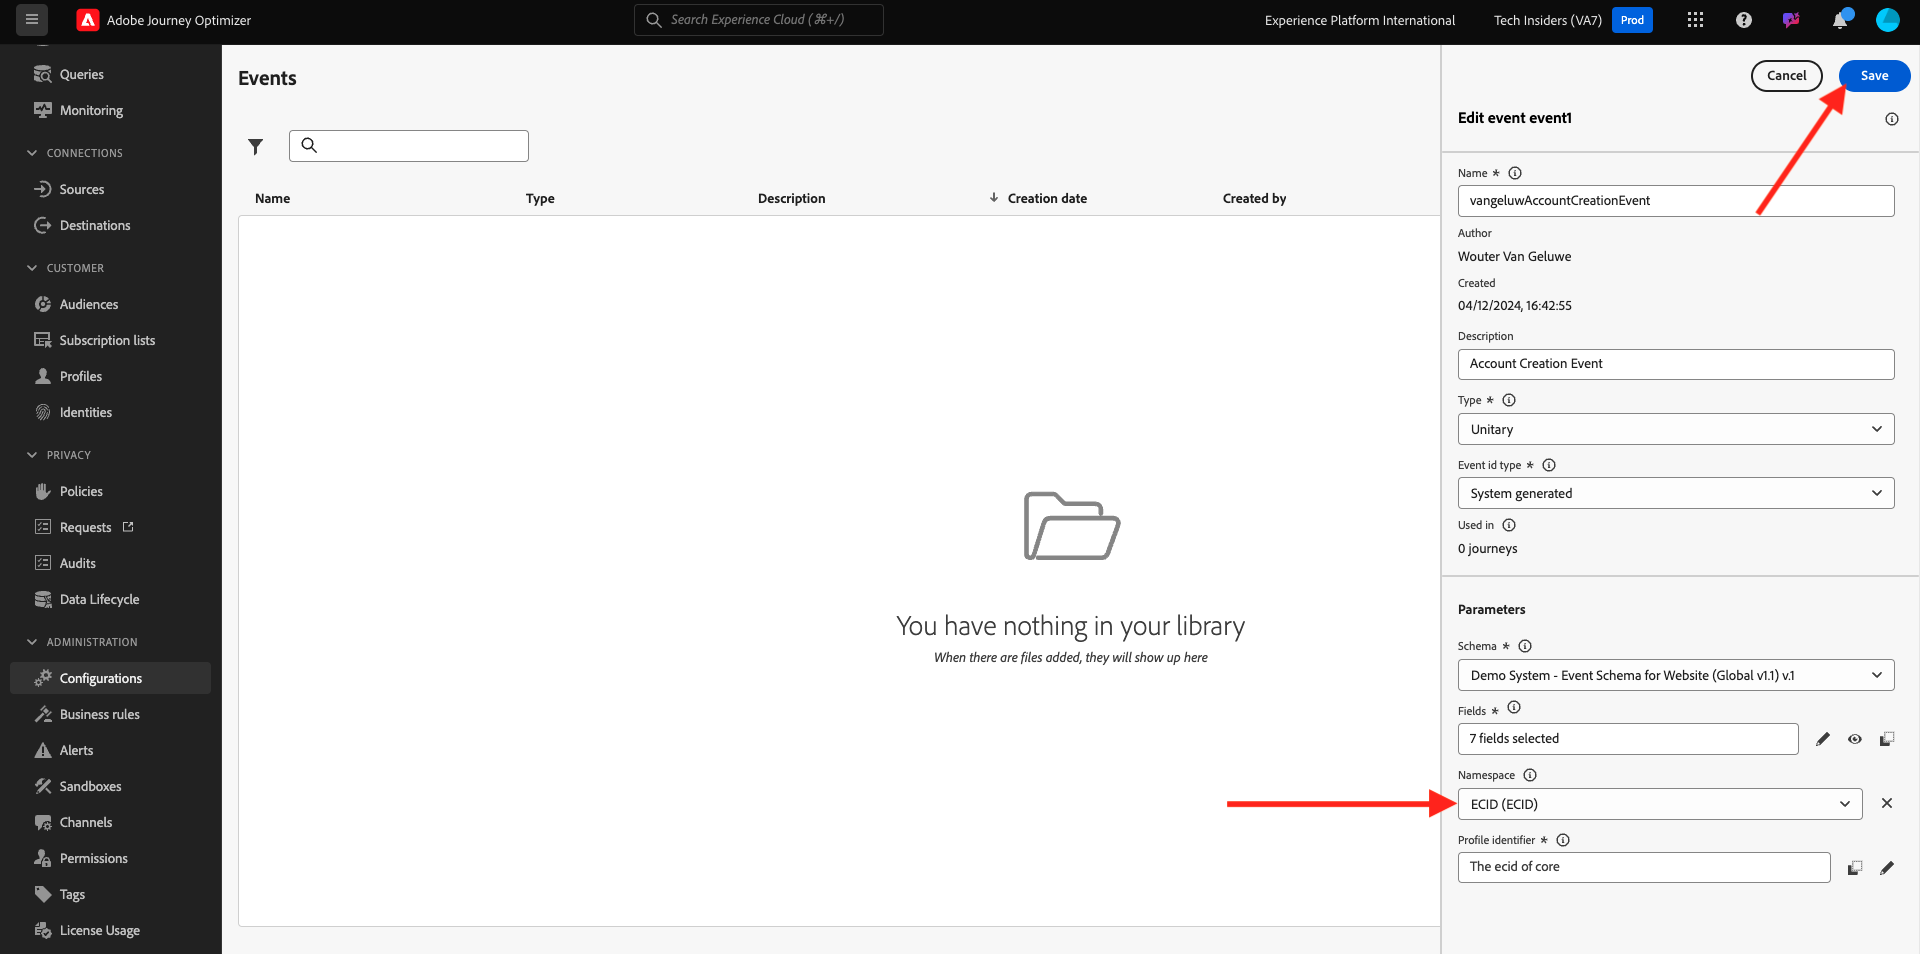 Adobe Journey Optimizer
Search Experience Cloud (⌘+/)
Experience Platform International
Tech Insiders (VA7)
Prod
Queries
Monitoring
CONNECTIONS
Sources
Destinations
CUSTOMER
Audiences
Subscription lists
Profiles
Identities
PRIVACY
Policies
Requests
Audits
Data Lifecycle
ADMINISTRATION
Configurations
Business rules
Alerts
Sandboxes
Channels
Permissions
Tags
License Usage
Events
Name
Type
Description
↓ Creation date
Created by
You have nothing in your library
When there are files added, they will show up here
Cancel
Save
Edit event event1
Name *
vangeluwAccountCreationEvent
Author
Wouter Van Geluwe
Created
04/12/2024, 16:42:55
Description
Account Creation Event
Type *
Unitary
Event id type *
System generated
Used in
0 journeys
Parameters
Schema *
Demo System - Event Schema for Website (Global v1.1) v.1
Fields *
7 fields selected
Namespace
ECID (ECID)
Profile identifier *
The ecid of core